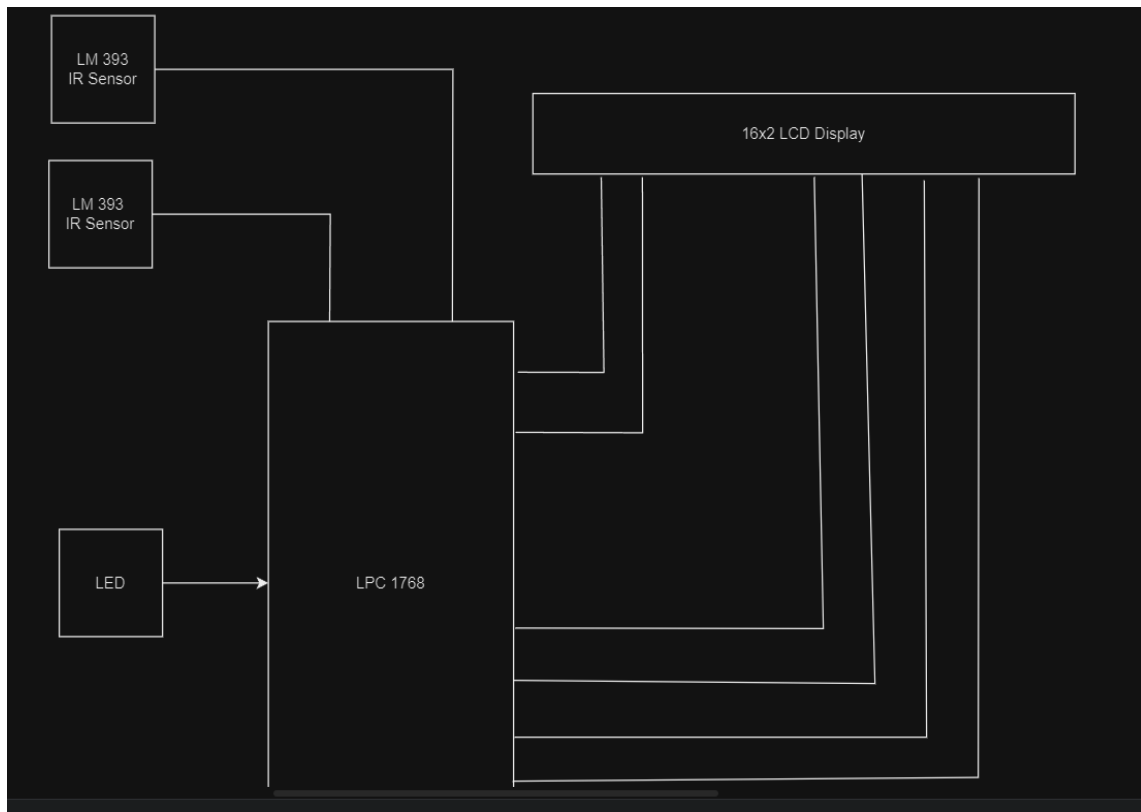 LM 393
IR Sensor
16x2 LCD Display
LM 393
IR Sensor
LED
LPC 1768